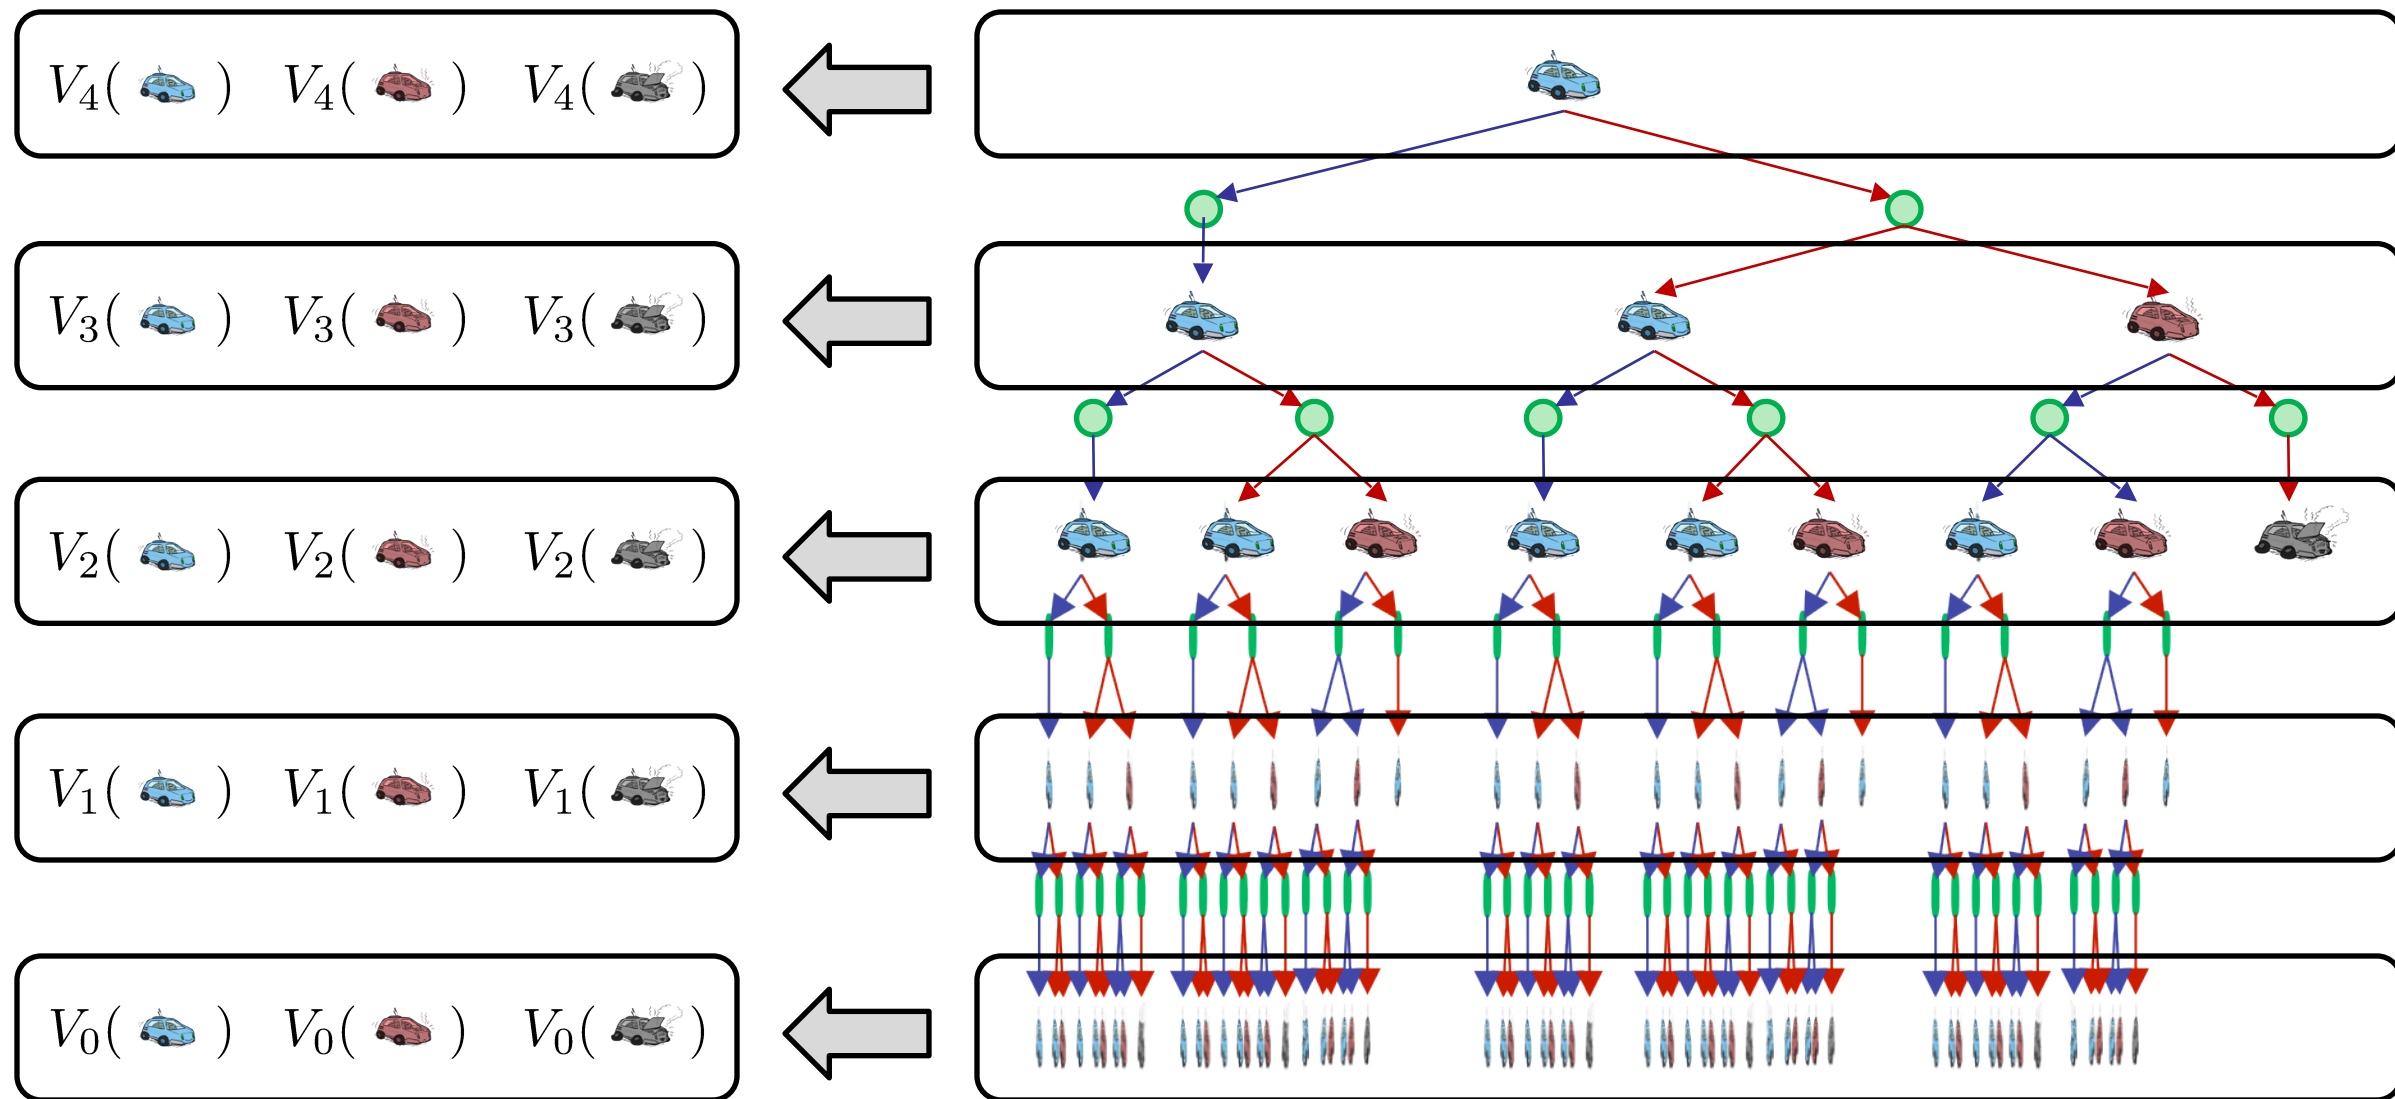 V₄( ) V₄( ) V₄( )
V₃( ) V₃( ) V₃( )
V₂( ) V₂( ) V₂( )
V₁( ) V₁( ) V₁( )
V₀( ) V₀( ) V₀( )